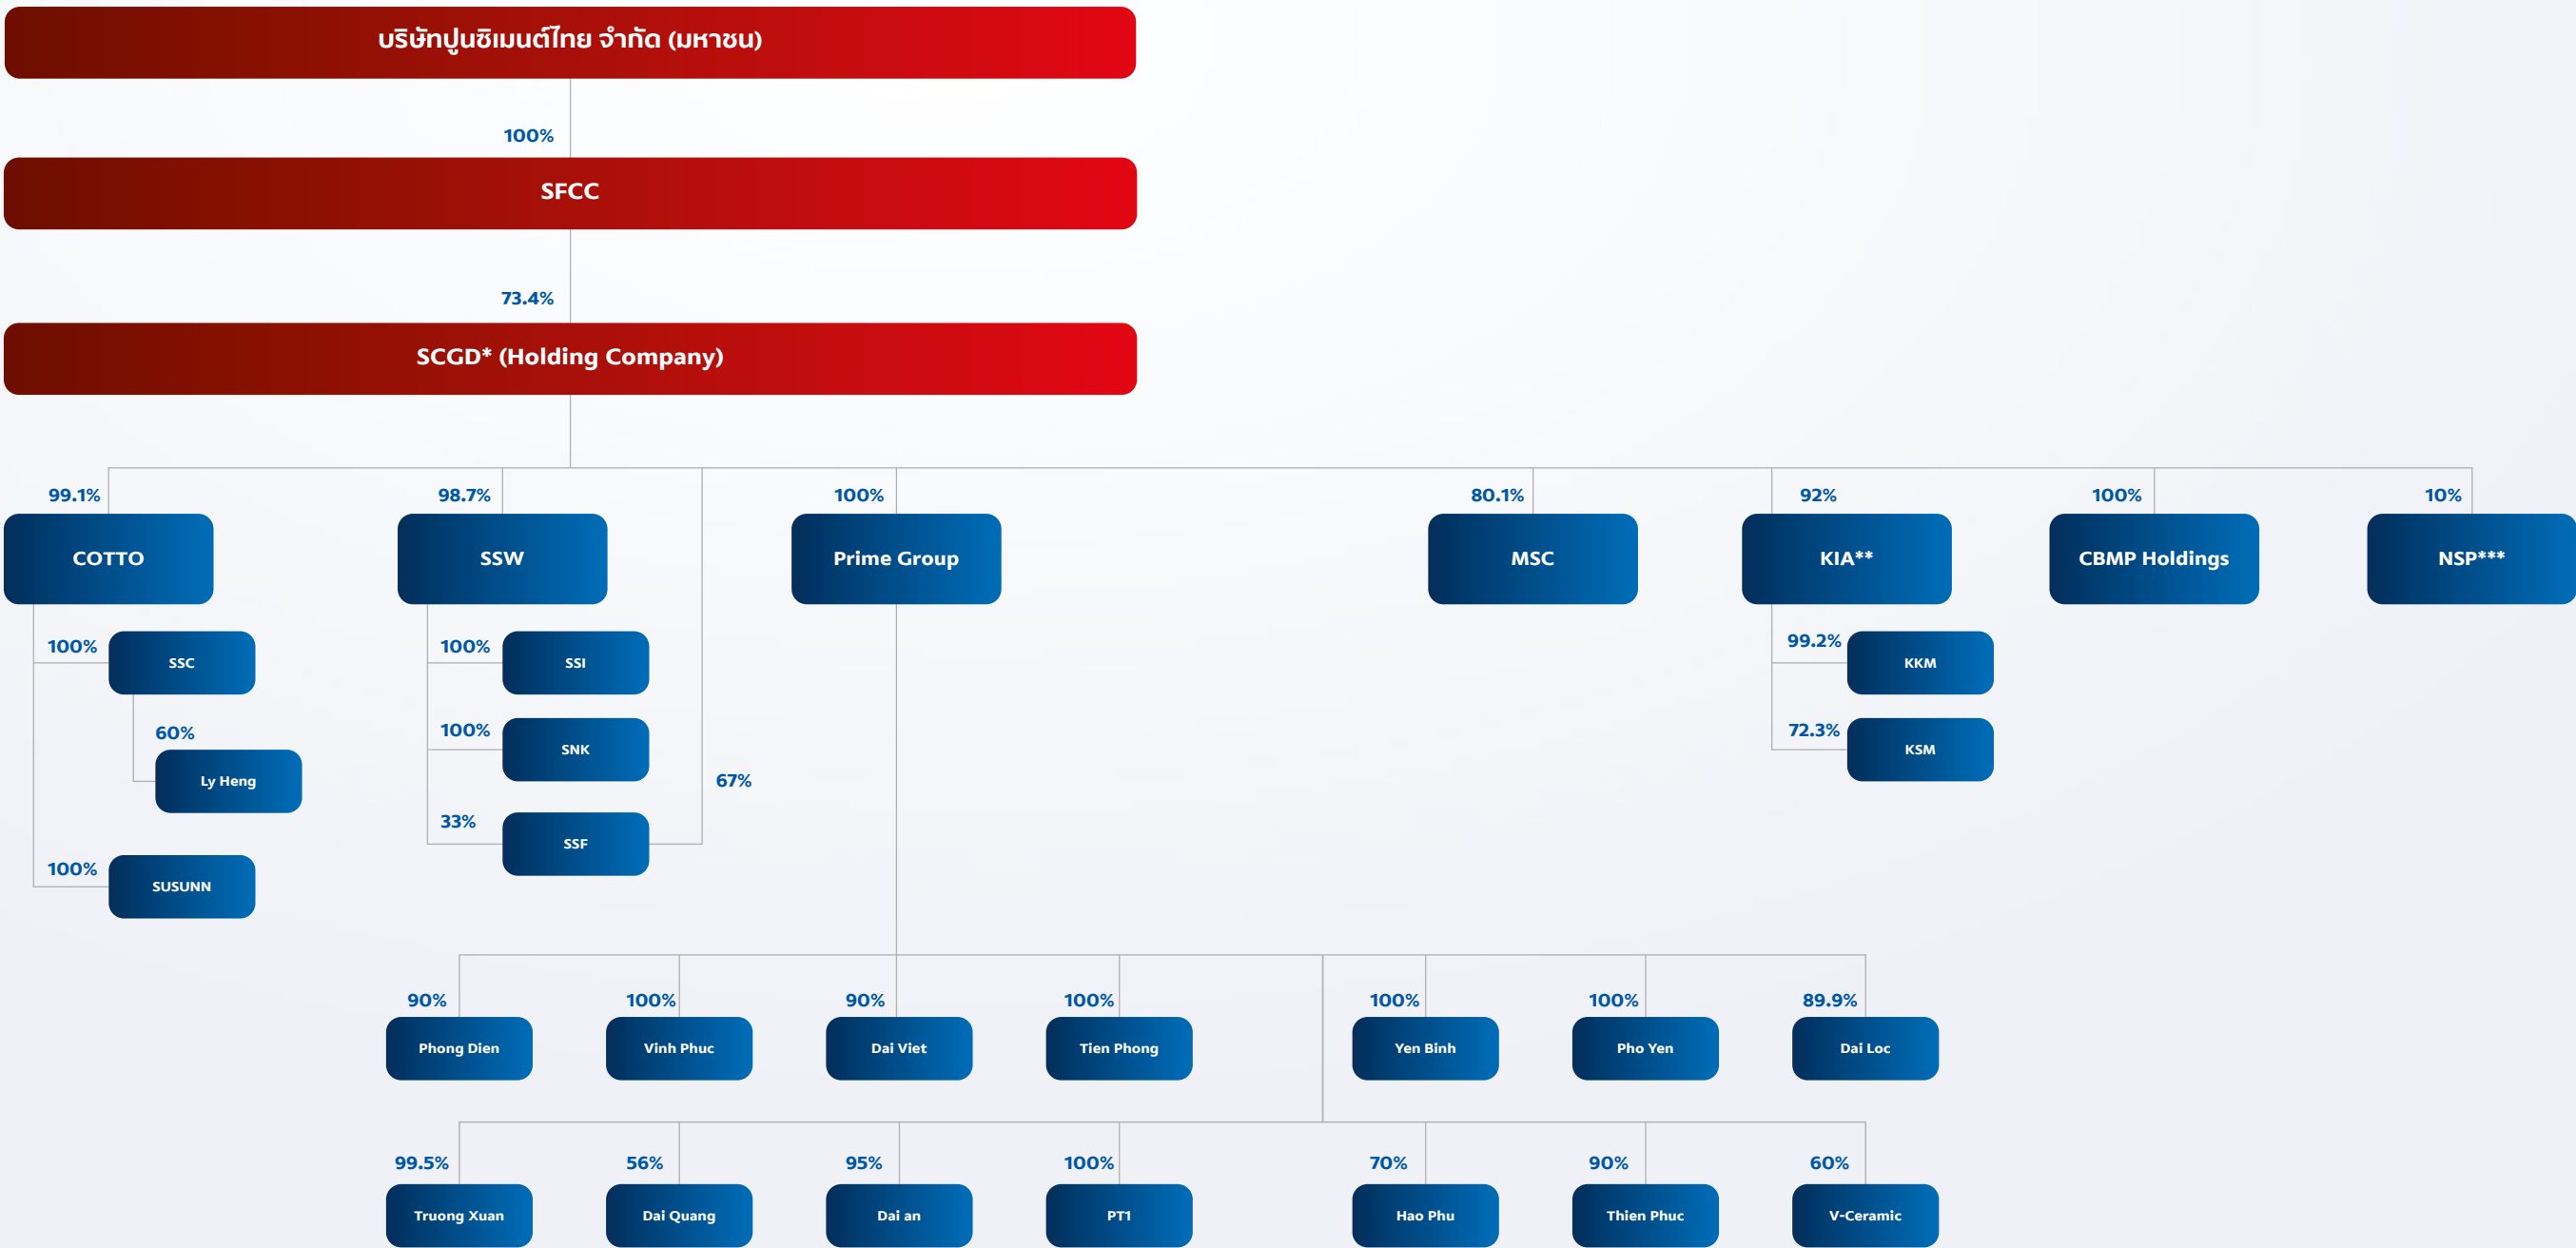 บริษัทปูนซิเมนต์ไทย จำกัด (มหาชน)
100%
SFCC
73.4%
SCGD* (Holding Company)
99.1%
98.7%
100%
80.1%
92%
100%
10%
COTTO
SSW
Prime Group
MSC
KIA**
CBMP Holdings
NSP***
100%
SSC
100%
SSI
99.2%
KKM
60%
Ly Heng
100%
SNK
72.3%
KSM
67%
33%
SSF
100%
SUSUNN
90%
100%
90%
100%
100%
100%
89.9%
Phong Dien
Vinh Phuc
Dai Viet
Tien Phong
Yen Binh
Pho Yen
Dai Loc
99.5%
56%
95%
100%
70%
90%
60%
Truong Xuan
Dai Quang
Dai an
PT1
Hao Phu
Thien Phuc
V-Ceramic